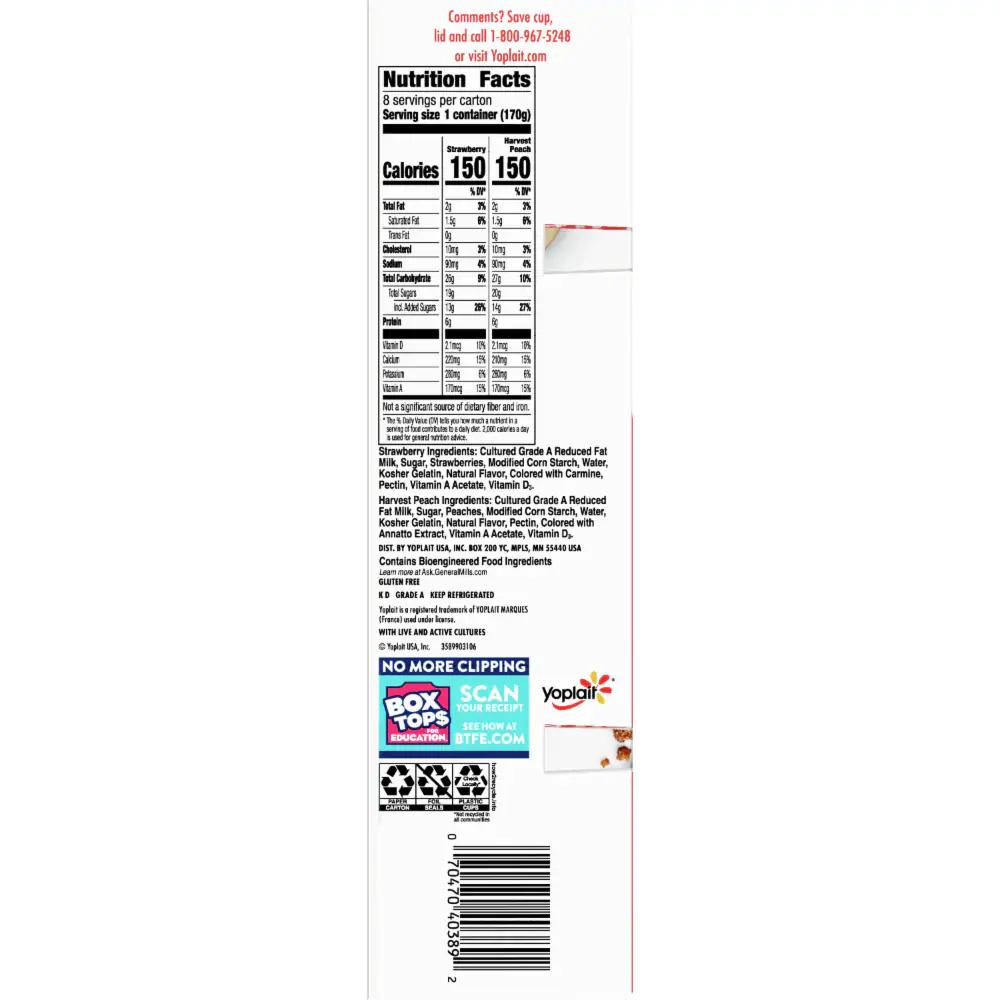 Comments? Save cup,
lid and call 1-800-967-5248
or visit Yoplait.com
Nutrition Facts
8 servings per carton
Serving size 1 container (170g)
Strawberry Harvest Peach
Calories 150 150
% DV* % DV*
Total Fat 2g 3% 2g 3%
Saturated Fat 1.5g 6% 1.5g 6%
Trans Fat 0g 0g
Cholesterol 10mg 3% 10mg 3%
Sodium 90mg 4% 90mg 4%
Total Carbohydrate 26g 9% 27g 10%
Total Sugars 19g 20g
Incl. Added Sugars 13g 26% 14g 27%
Protein 6g 6g
Vitamin D 2.1mcg 10% 2.1mcg 10%
Calcium 220mg 15% 210mg 15%
Potassium 280mg 6% 280mg 6%
Vitamin A 170mcg 15% 170mcg 15%
Not a significant source of dietary fiber and iron.
* The % Daily Value (DV) tells you how much a nutrient in a
serving of food contributes to a daily diet. 2,000 calories a day
is used for general nutrition advice.
Strawberry Ingredients: Cultured Grade A Reduced Fat
Milk, Sugar, Strawberries, Modified Corn Starch, Water,
Kosher Gelatin, Natural Flavor, Colored with Carmine,
Pectin, Vitamin A Acetate, Vitamin D₃.
Harvest Peach Ingredients: Cultured Grade A Reduced
Fat Milk, Sugar, Peaches, Modified Corn Starch, Water,
Kosher Gelatin, Natural Flavor, Pectin, Colored with
Annatto Extract, Vitamin A Acetate, Vitamin D₃.
DIST. BY YOPLAIT USA, INC. BOX 200 YC, MPLS, MN 55440 USA
Contains Bioengineered Food Ingredients
Learn more at Ask.GeneralMills.com
GLUTEN FREE
K D GRADE A KEEP REFRIGERATED
Yoplait is a registered trademark of YOPLAIT MARQUES
(France) used under license.
WITH LIVE AND ACTIVE CULTURES
© Yoplait USA, Inc. 3589903106
NO MORE CLIPPING
BOX
TOPS
FOR
EDUCATION.
SCAN
YOUR RECEIPT
SEE HOW AT
BTFE.COM
yoplait
Check
Locally*
PAPER
CARTON
FOIL
SEALS
PLASTIC
CUPS
*Not recycled in
all communities
how2recycle.info
0 70470 40389 2